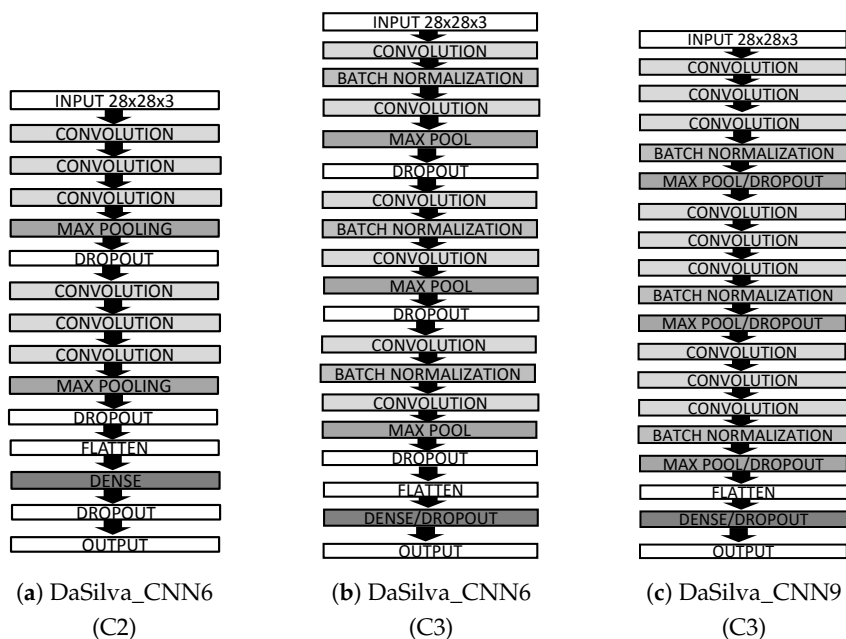 INPUT 28x28x3
CONVOLUTION
CONVOLUTION
CONVOLUTION
MAX POOLING
DROPOUT
CONVOLUTION
CONVOLUTION
CONVOLUTION
MAX POOLING
DROPOUT
FLATTEN
DENSE
DROPOUT
OUTPUT
(a) DaSilva_CNN6
(C2)
INPUT 28x28x3
CONVOLUTION
BATCH NORMALIZATION
CONVOLUTION
MAX POOL
DROPOUT
CONVOLUTION
BATCH NORMALIZATION
CONVOLUTION
MAX POOL
DROPOUT
CONVOLUTION
BATCH NORMALIZATION
CONVOLUTION
MAX POOL
DROPOUT
FLATTEN
DENSE/DROPOUT
OUTPUT
(b) DaSilva_CNN6
(C3)
INPUT 28x28x3
CONVOLUTION
CONVOLUTION
CONVOLUTION
BATCH NORMALIZATION
MAX POOL/DROPOUT
CONVOLUTION
CONVOLUTION
CONVOLUTION
BATCH NORMALIZATION
MAX POOL/DROPOUT
CONVOLUTION
CONVOLUTION
CONVOLUTION
BATCH NORMALIZATION
MAX POOL/DROPOUT
FLATTEN
DENSE/DROPOUT
OUTPUT
(c) DaSilva_CNN9
(C3)